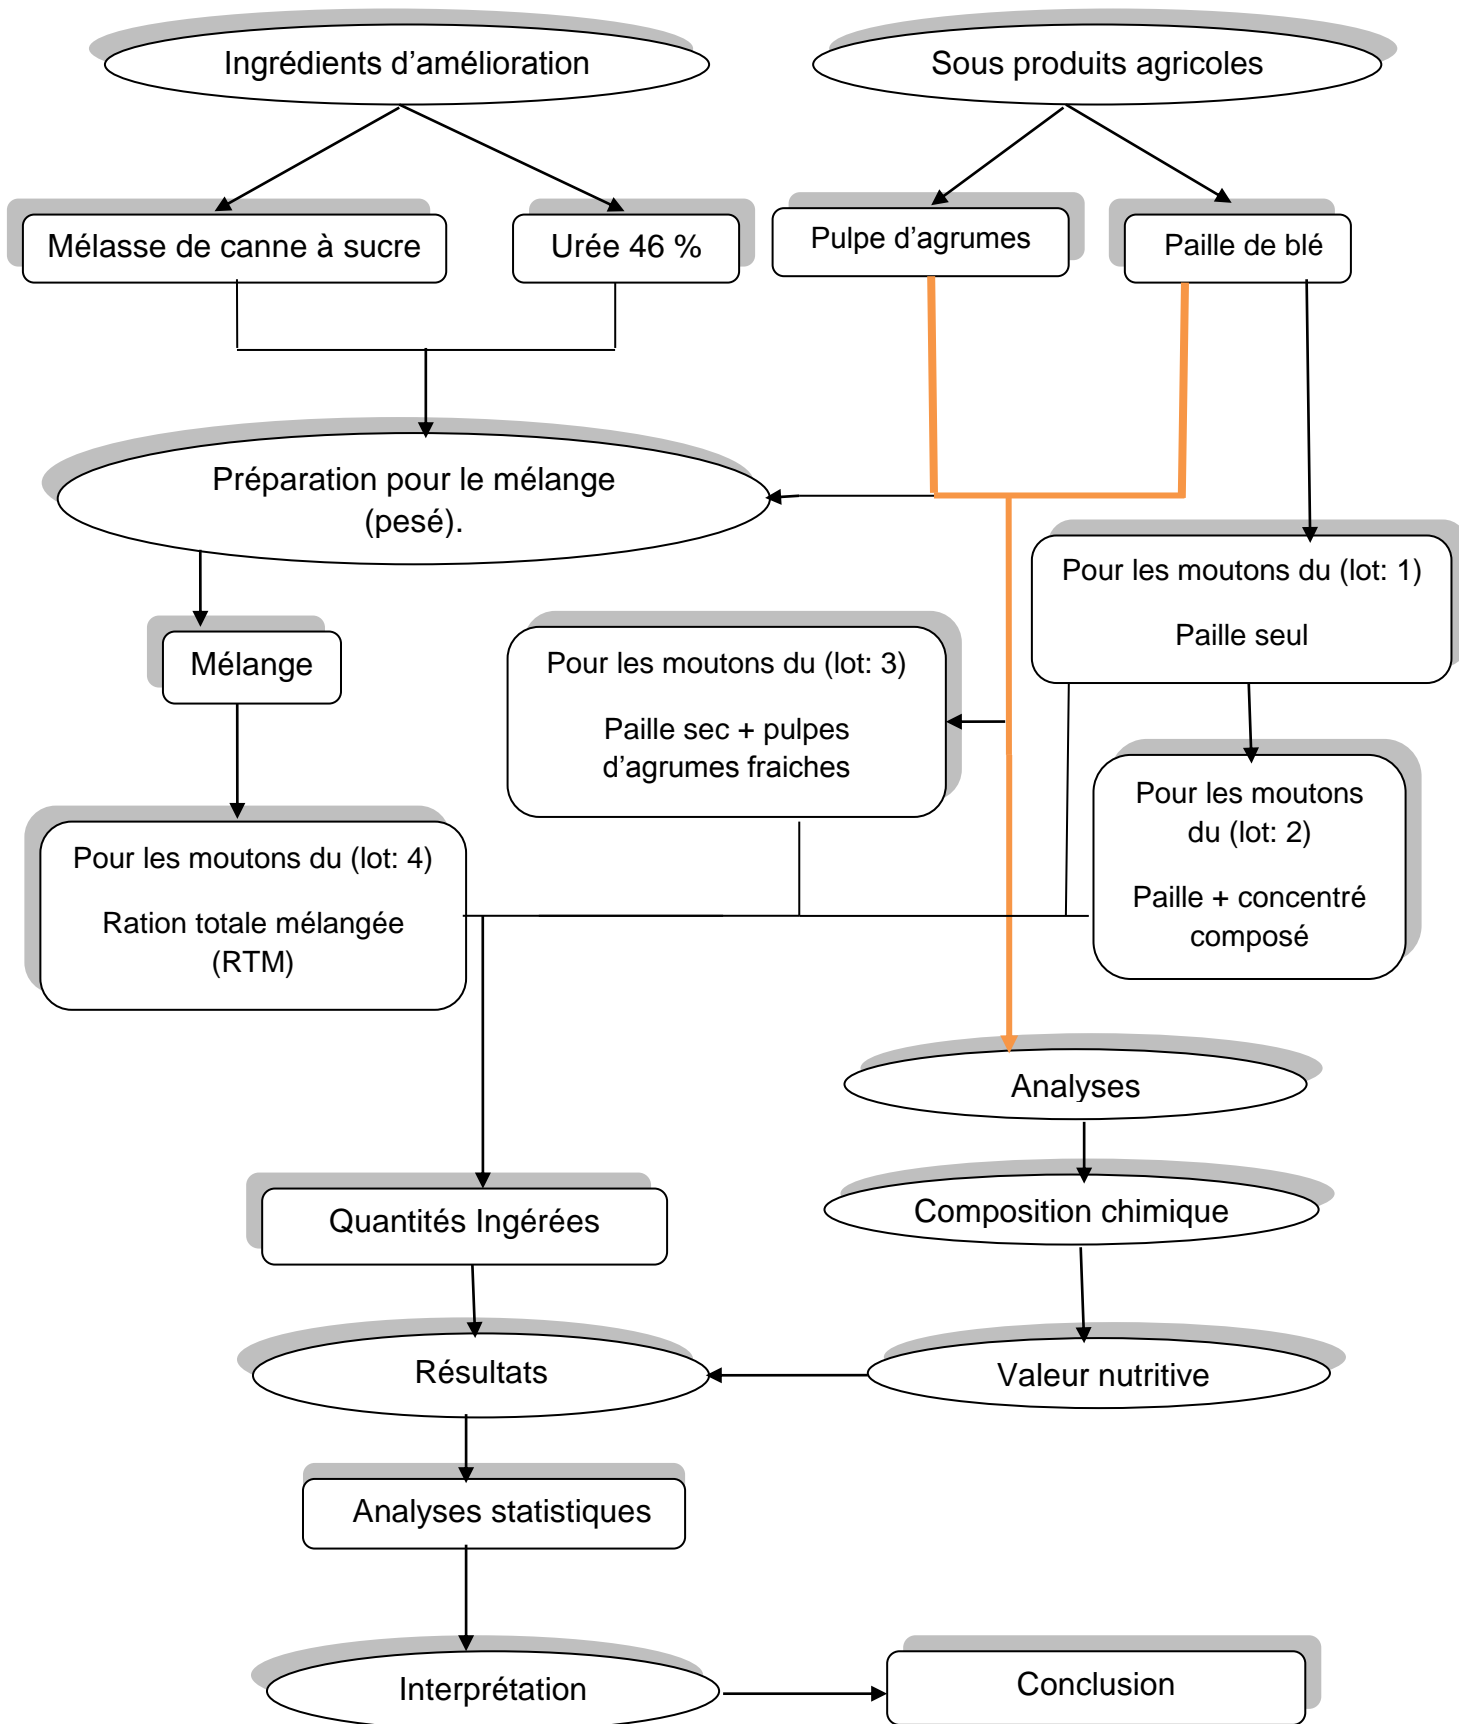 Ingrédients d’amélioration
Sous produits agricoles
Mélasse de canne à sucre
Urée 46 %
Pulpe d’agrumes
Paille de blé
Préparation pour le mélange
(pesé).
Pour les moutons du (lot: 1)
Paille seul
Mélange
Pour les moutons du (lot: 3)
Paille sec + pulpes
d’agrumes fraiches
Pour les moutons
du (lot: 2)
Paille + concentré
composé
Pour les moutons du (lot: 4)
Ration totale mélangée
(RTM)
Analyses
Quantités Ingérées
Composition chimique
Résultats
Valeur nutritive
Analyses statistiques
Interprétation
Conclusion